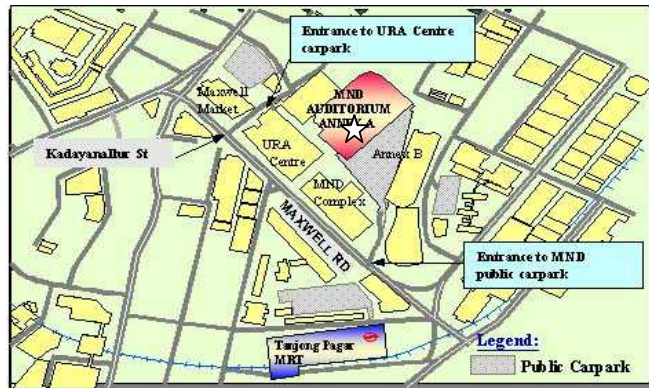 Entrance to URA Centre
carpark
Maxwell
Market
MND
AUDITORIUM
ANNEX A
Kadayanallur St
URA
Centre
Annex B
MND
Complex
MAXWELL RD
Entrance to MND
public carpark
Tanjong Pagar
MRT
Legend:
Public Carpark